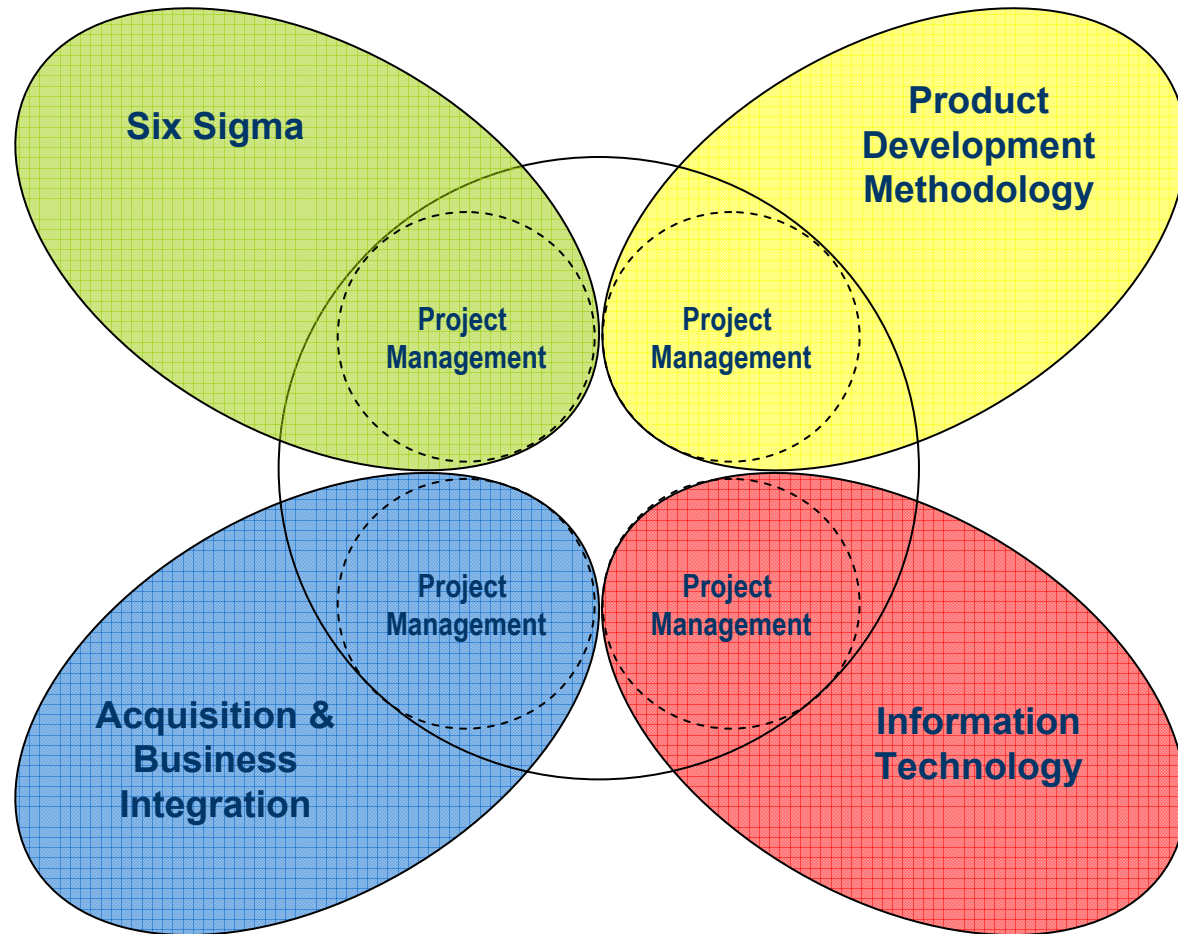 Six Sigma
Product
Development
Methodology
Project
Management
Project
Management
Project
Management
Project
Management
Acquisition &
Business
Integration
Information
Technology